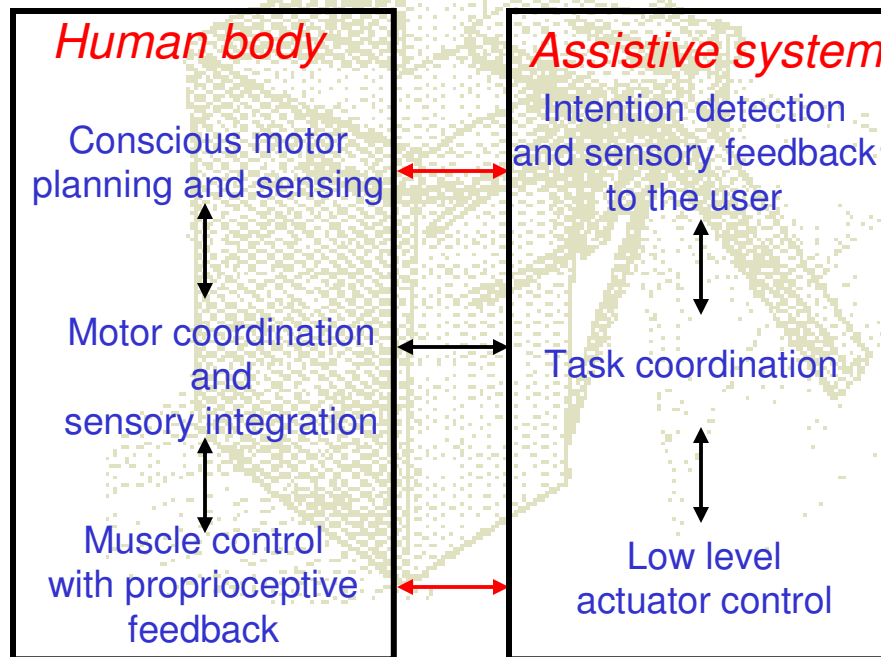 Human body
Conscious motor
planning and sensing
Motor coordination
and
sensory integration
Muscle control
with proprioceptive
feedback
Assistive system
Intention detection
and sensory feedback
to the user
Task coordination
Low level
actuator control